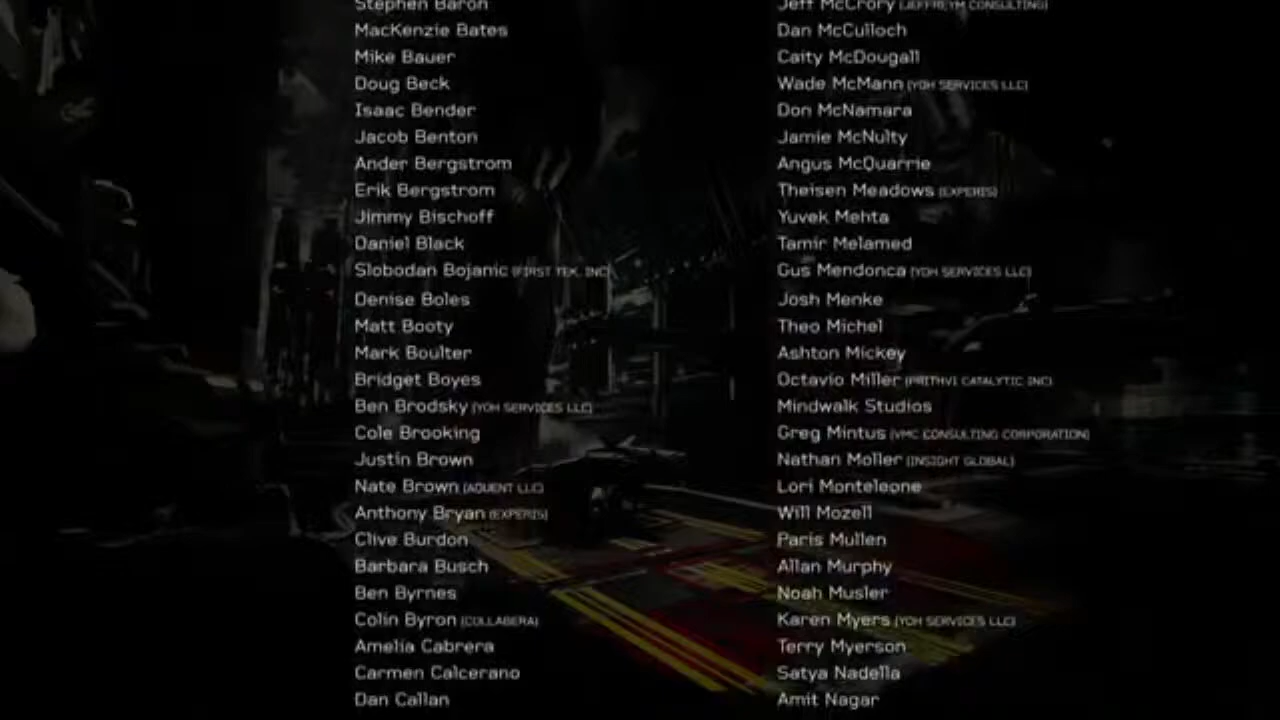 Stephen Baron
MacKenzie Bates
Mike Bauer
Doug Beck
Isaac Bender
Jacob Benton
Ander Bergstrom
Erik Bergstrom
Jimmy Bischoff
Daniel Black
Slobodan Bojanic (FIRST TEK, INC)
Denise Boles
Matt Booty
Mark Boulter
Bridget Boyes
Ben Brodsky (YOH SERVICES LLC)
Cole Brooking
Justin Brown
Nate Brown (AQUENT LLC)
Anthony Bryan (EXPERIS)
Clive Burdon
Barbara Busch
Ben Byrnes
Colin Byron (COLLABERA)
Amelia Cabrera
Carmen Calcerano
Dan Callan
Jeff McCrory (JEFFREYM CONSULTING)
Dan McCulloch
Caity McDougall
Wade McMann (YOH SERVICES LLC)
Don McNamara
Jamie McNulty
Angus McQuarrie
Theisen Meadows (EXPERIS)
Yuvek Mehta
Tamir Melamed
Gus Mendonca (YOH SERVICES LLC)
Josh Menke
Theo Michel
Ashton Mickey
Octavio Miller (PRITHVI CATALYTIC INC)
Mindwalk Studios
Greg Mintus (VMC CONSULTING CORPORATION)
Nathan Moller (INSIGHT GLOBAL)
Lori Monteleone
Will Mozell
Paris Mullen
Allan Murphy
Noah Musler
Karen Myers (YOH SERVICES LLC)
Terry Myerson
Satya Nadella
Amit Nagar